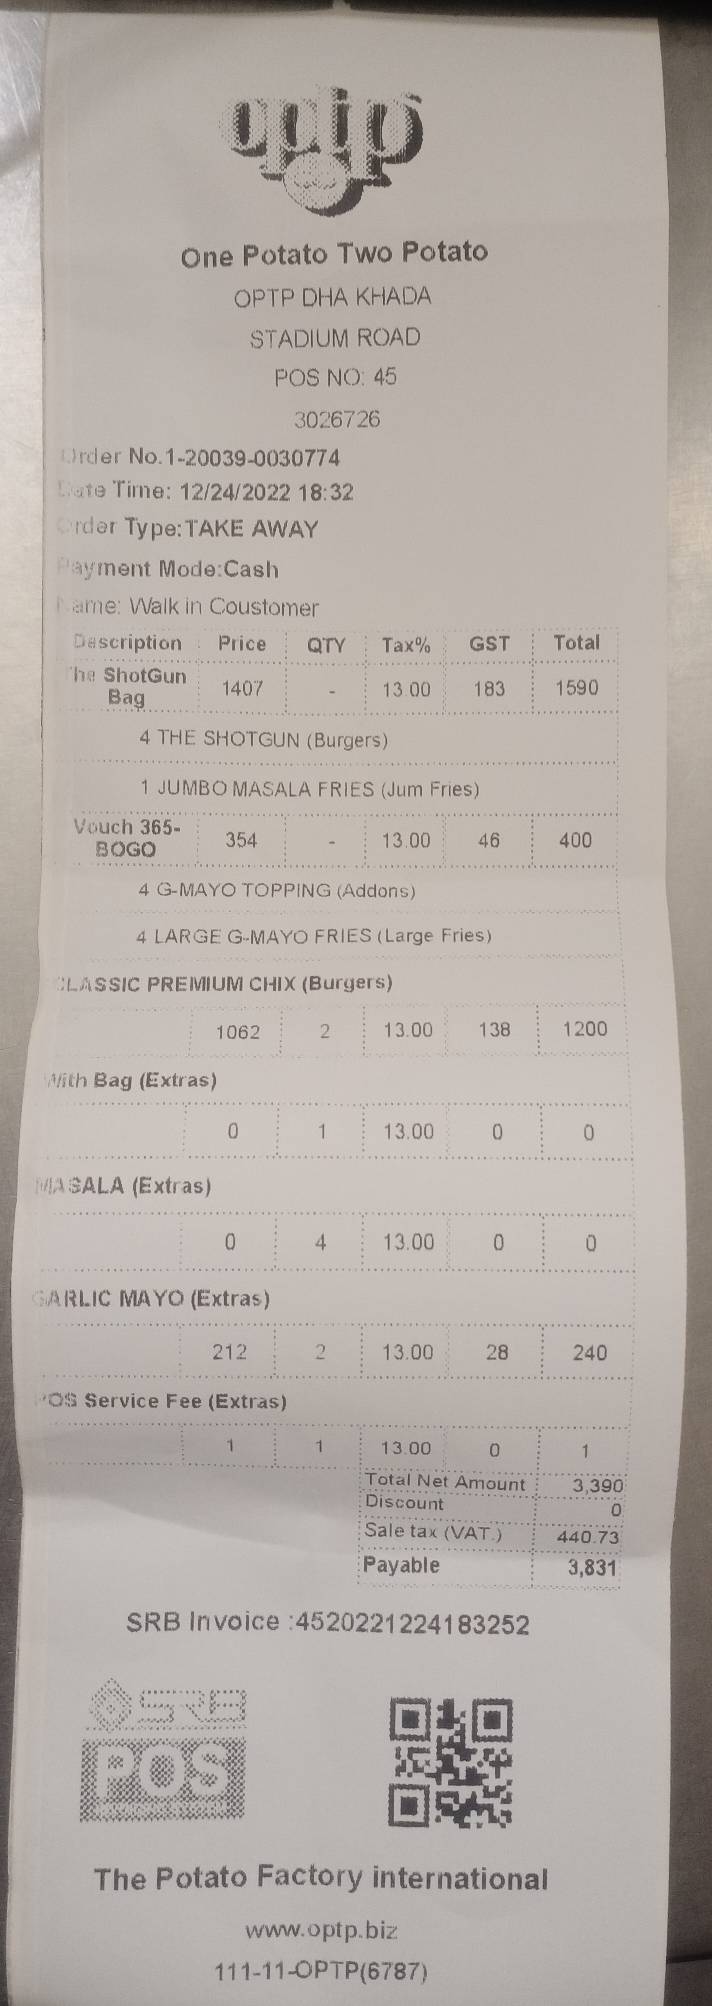 optp
One Potato Two Potato
OPTP DHA KHADA
STADIUM ROAD
POS NO: 45
3026726
Order No.1-20039-0030774
Date Time: 12/24/2022 18:32
Order Type:TAKE AWAY
Payment Mode:Cash
Name: Walk in Coustomer
Description Price QTY Tax% GST Total
The ShotGun Bag 1407 - 13.00 183 1590
4 THE SHOTGUN (Burgers)
1 JUMBO MASALA FRIES (Jum Fries)
Vouch 365-BOGO 354 - 13.00 46 400
4 G-MAYO TOPPING (Addons)
4 LARGE G-MAYO FRIES (Large Fries)
CLASSIC PREMIUM CHIX (Burgers)
1062 2 13.00 138 1200
With Bag (Extras)
0 1 13.00 0 0
MASALA (Extras)
0 4 13.00 0 0
GARLIC MAYO (Extras)
212 2 13.00 28 240
POS Service Fee (Extras)
1 1 13.00 0 1
Total Net Amount 3,390
Discount 0
Sale tax (VAT.) 440.73
Payable 3,831
SRB Invoice :4520221224183252
SRB
POS
The Potato Factory international
www.optp.biz
111-11-OPTP(6787)